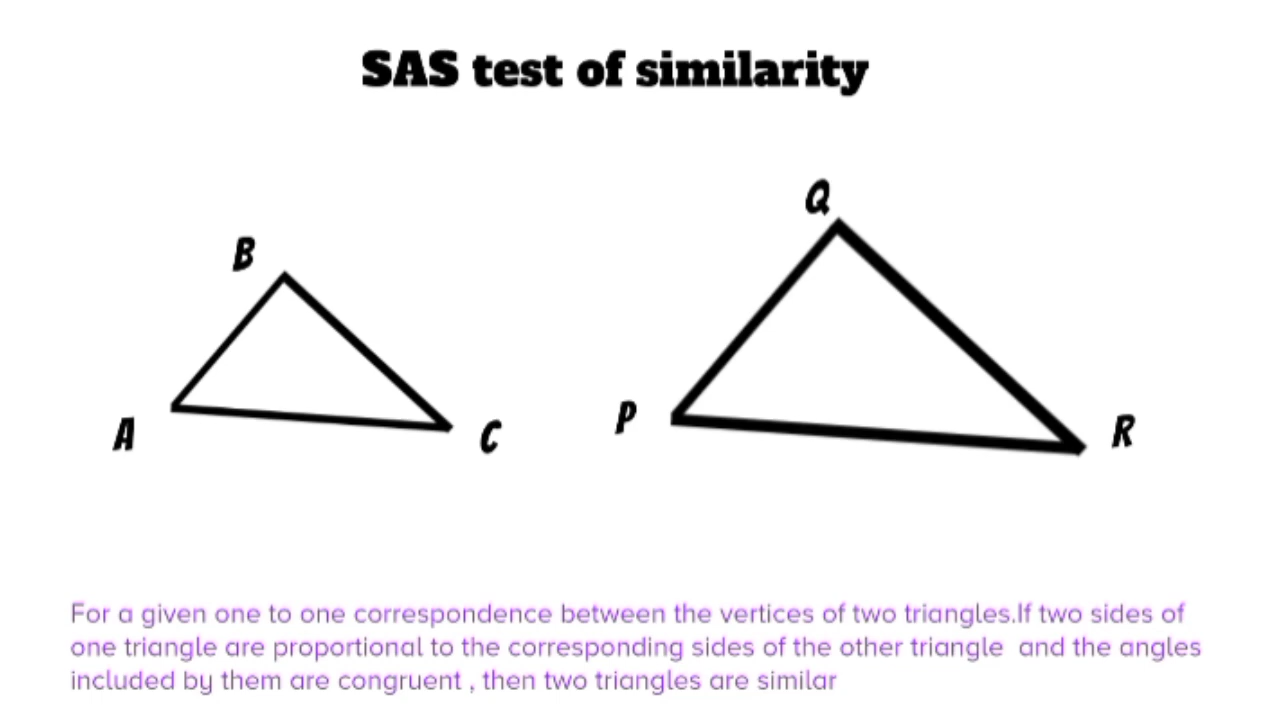 SAS test of similarity
Q
B
P
R
A
C
For a given one to one correspondence between the vertices of two triangles.If two sides of
one triangle are proportional to the corresponding sides of the other triangle and the angles
included by them are congruent , then two triangles are similar